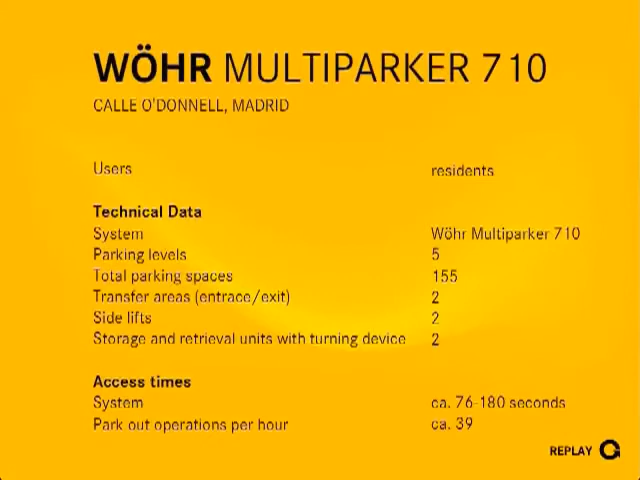 WÖHR MULTIPARKER 710
CALLE O'DONNELL, MADRID
Users residents
Technical Data
System Wöhr Multiparker 710
Parking levels 5
Total parking spaces 155
Transfer areas (entrace/exit) 2
Side lifts 2
Storage and retrieval units with turning device 2
Access times
System ca. 76-180 seconds
Park out operations per hour ca. 39
REPLAY